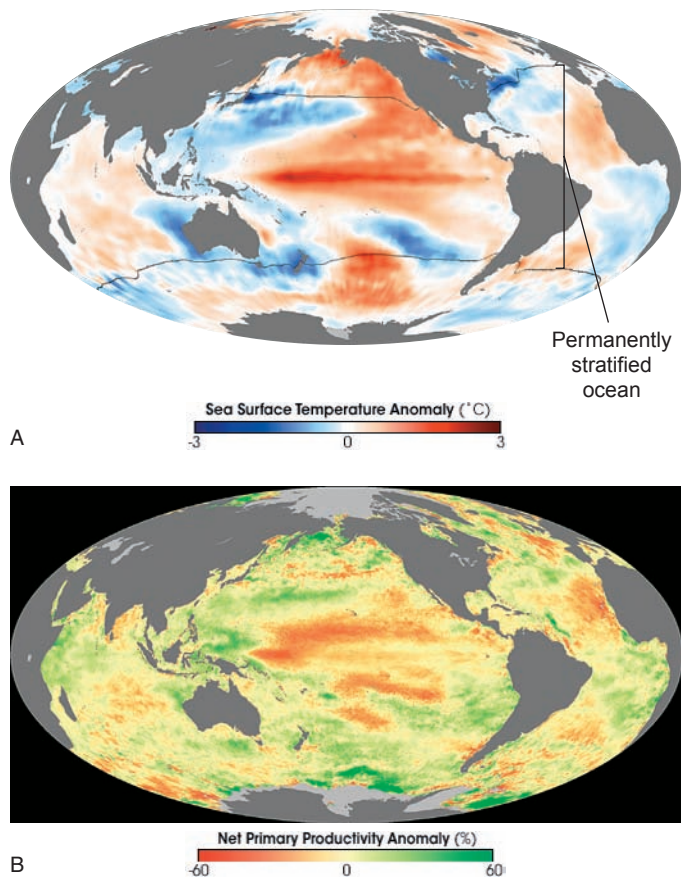 Permanently
stratified
ocean
Sea Surface Temperature Anomaly (˚C)
-3 0 3
A
Net Primary Productivity Anomaly (%)
-60 0 60
B